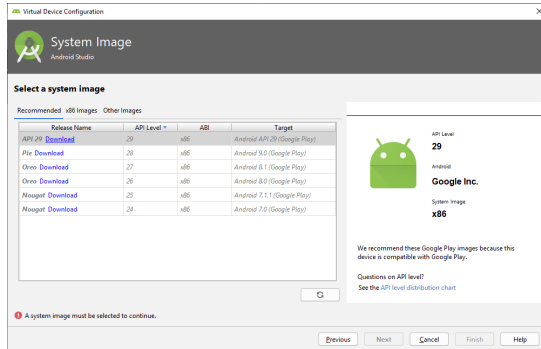 Virtual Device Configuration
System Image
Android Studio
Select a system image
Recommended x86 Images Other Images
Release Name API Level ABI Target
API 29 Download 29 x86 Android API 29 (Google Play)
Pie Download 28 x86 Android 9.0 (Google Play)
Oreo Download 27 x86 Android 8.1 (Google Play)
Oreo Download 26 x86 Android 8.0 (Google Play)
Nougat Download 25 x86 Android 7.1.1 (Google Play)
Nougat Download 24 x86 Android 7.0 (Google Play)
API Level
29
Android
Google Inc.
System Image
x86
We recommend these Google Play images because this
device is compatible with Google Play.
Questions on API level?
See the API level distribution chart
A system image must be selected to continue.
Previous Next Cancel Finish Help